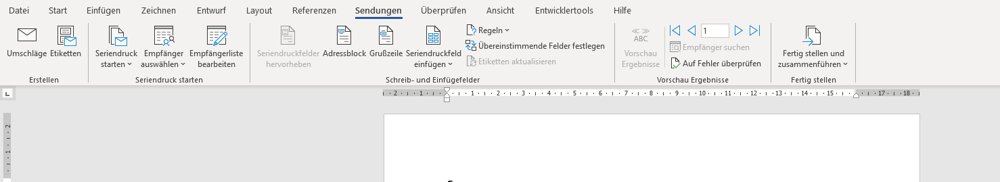 Datei Start Einfügen Zeichnen Entwurf Layout Referenzen Sendungen Überprüfen Ansicht Entwicklertools Hilfe
Umschläge Etiketten
Erstellen
Seriendruck starten
Empfänger auswählen
Empfängerliste bearbeiten
Seriendruck starten
Seriendruckfelder hervorheben
Adressblock Grußzeile
Seriendruckfeld einfügen
Regeln
Übereinstimmende Felder festlegen
Etiketten aktualisieren
Schreib- und Einfügefelder
ABC
Vorschau Ergebnisse
1
Empfänger suchen
Auf Fehler überprüfen
Vorschau Ergebnisse
Fertig stellen und zusammenführen
Fertig stellen
2 1 1 2 3 4 5 6 7 8 9 10 11 12 13 14 15 17 18
2
1